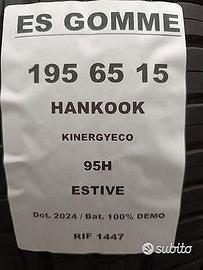 ES GOMME
195 65 15
HANKOOK
KINERGYECO
95H
ESTIVE
Dot. 2024 / Bat. 100% DEMO
RIF 1447
subito